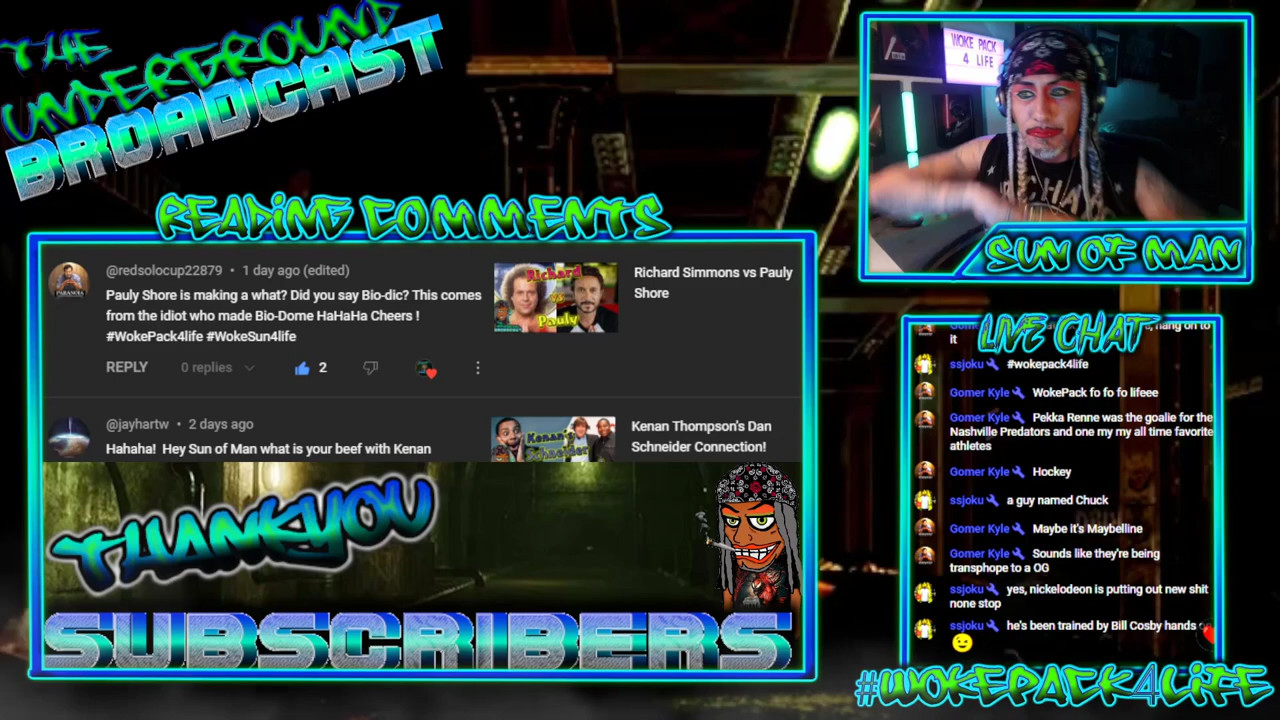 THE
UNDERGROUND
BROADCAST
WOKE PACK
4 LIFE
SUN OF MAN
READING COMMENTS
@redsolocup22879 • 1 day ago (edited)
Pauly Shore is making a what? Did you say Bio-dic? This comes
from the idiot who made Bio-Dome HaHaHa Cheers !
#WokePack4life #WokeSun4life
REPLY 0 replies 2
Richard
vs
Pauly
Richard Simmons vs Pauly
Shore
@jayhartw • 2 days ago
Hahaha! Hey Sun of Man!what is your beef with Kenan
Kenan's
Schneider
Kenan Thompson's Dan
Schneider Connection!
THANKYOU
SUBSCRIBERS
LIVE CHAT
hang on to
it
ssjoku #wokepack4life
Gomer Kyle WokePack fo fo fo lifeee
Gomer Kyle Pekka Renne was the goalie for the
Nashville Predators and one my my all time favorite
athletes
Gomer Kyle Hockey
ssjoku a guy named Chuck
Gomer Kyle Maybe it's Maybelline
Gomer Kyle Sounds like they're being
transphope to a OG
ssjoku yes, nickelodeon is putting out new shit
none stop
ssjoku he's been trained by Bill Cosby hands
#WOKEPACK4LIFE